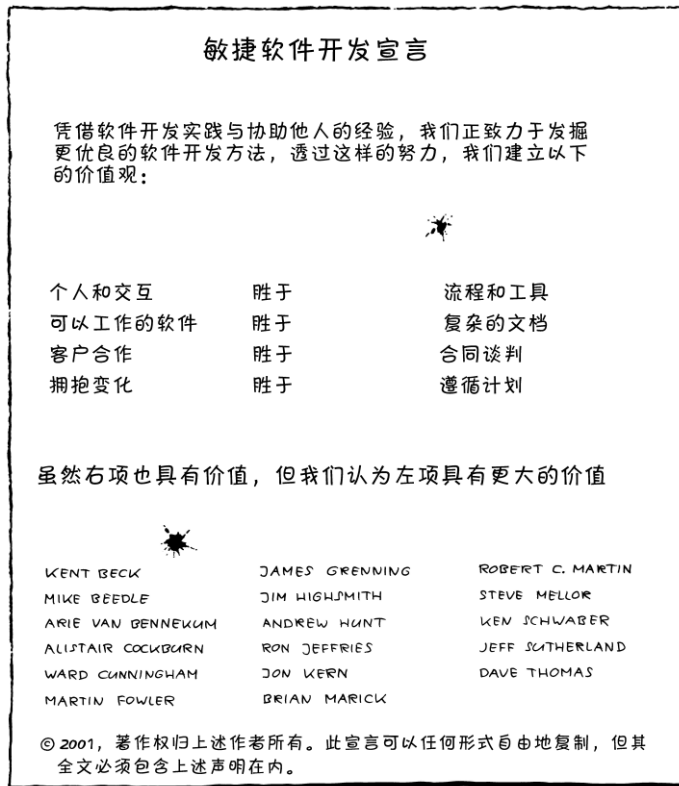 敏捷软件开发宣言
凭借软件开发实践与协助他人的经验，我们正致力于发掘
更优良的软件开发方法，透过这样的努力，我们建立以下
的价值观：
个人和交互 胜于 流程和工具
可以工作的软件 胜于 复杂的文档
客户合作 胜于 合同谈判
拥抱变化 胜于 遵循计划
虽然右项也具有价值，但我们认为左项具有更大的价值
KENT BECK JAMES GRENNING ROBERT C. MARTIN
MIKE BEEDLE JIM HIGHSMITH STEVE MELLOR
ARIE VAN BENNEKUM ANDREW HUNT KEN SCHWABER
ALISTAIR COCKBURN RON JEFFRIES JEFF SUTHERLAND
WARD CUNNINGHAM JON KERN DAVE THOMAS
MARTIN FOWLER BRIAN MARICK
© 2001，著作权归上述作者所有。此宣言可以任何形式自由地复制，但其
全文必须包含上述声明在内。